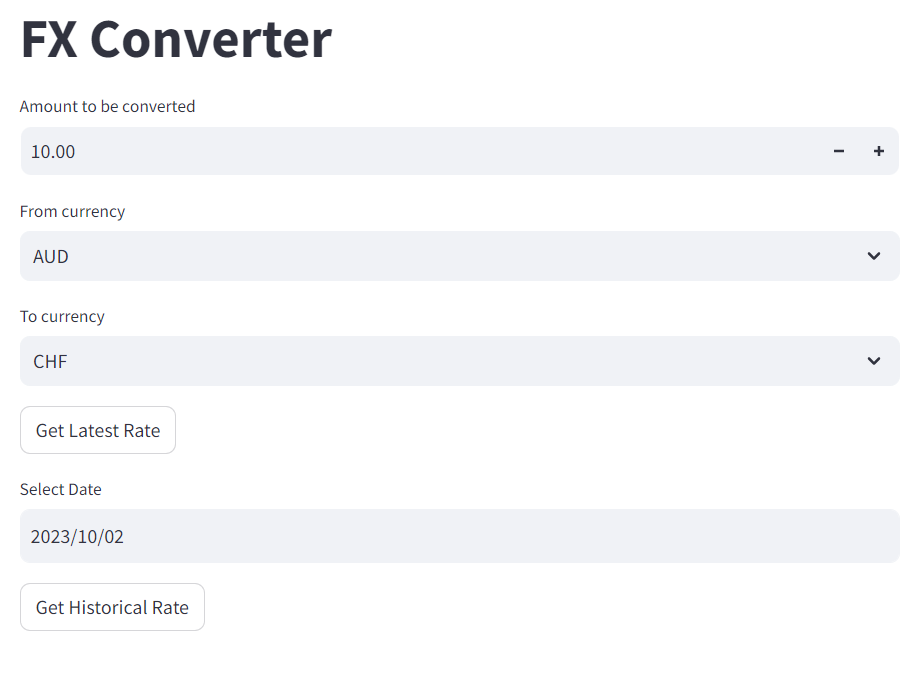 FX Converter
Amount to be converted
10.00
From currency
AUD
To currency
CHF
Get Latest Rate
Select Date
2023/10/02
Get Historical Rate